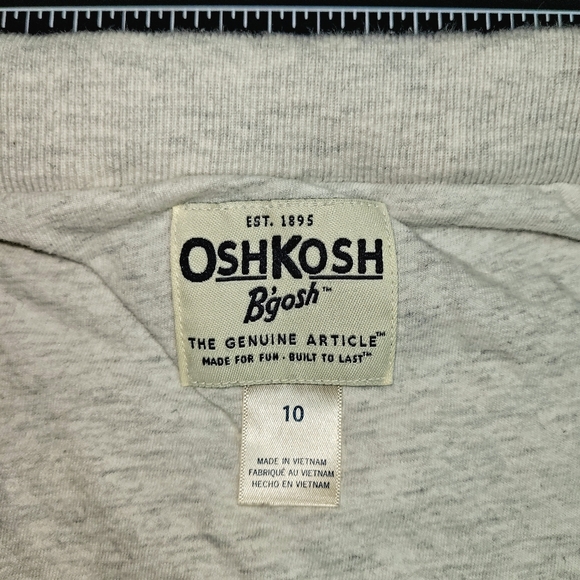 EST. 1895
OSHKOSH
B'gosh™
THE GENUINE ARTICLE™
MADE FOR FUN · BUILT TO LAST™
10
MADE IN VIETNAM
FABRIQUÉ AU VIETNAM
HECHO EN VIETNAM